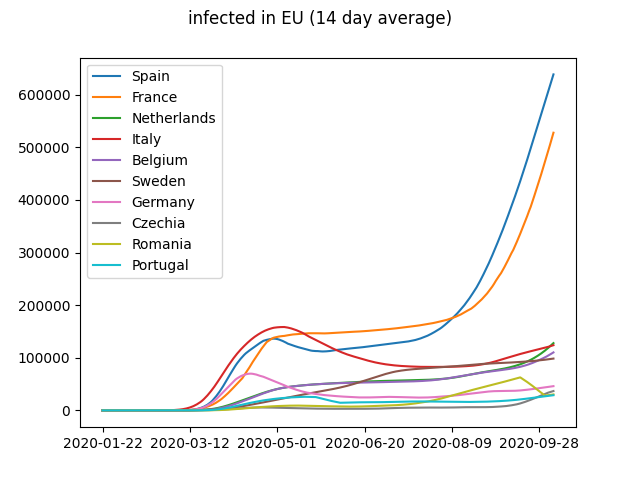 infected in EU (14 day average)
Spain
France
Netherlands
Italy
Belgium
Sweden
Germany
Czechia
Romania
Portugal
600000
500000
400000
300000
200000
100000
0
2020-01-22 2020-03-12 2020-05-01 2020-06-20 2020-08-09 2020-09-28